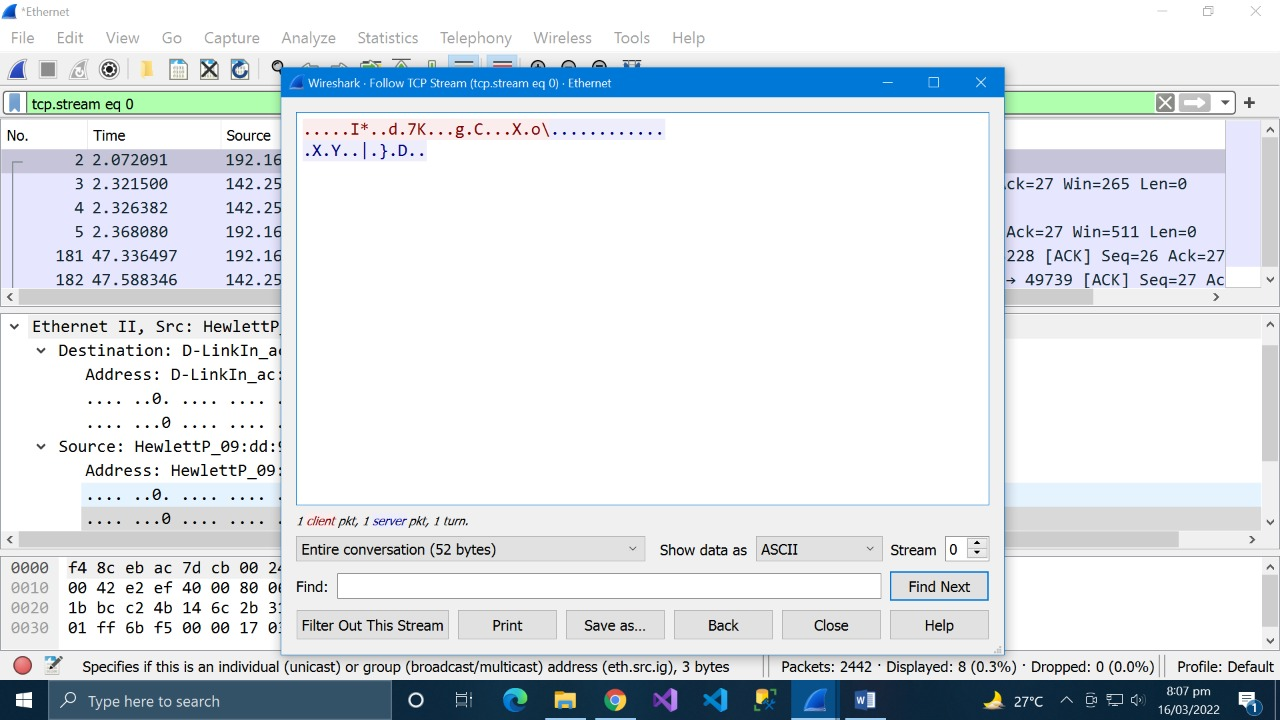 *Ethernet
File Edit View Go Capture Analyze Statistics Telephony Wireless Tools Help
Wireshark · Follow TCP Stream (tcp.stream eq 0) · Ethernet
tcp.stream eq 0
No. Time Source
2 2.072091 192.16
3 2.321500 142.25 Ack=27 Win=265 Len=0
4 2.326382 142.25
5 2.368080 192.16 Ack=27 Win=511 Len=0
181 47.336497 192.16 228 [ACK] Seq=26 Ack=27
182 47.588346 142.25 → 49739 [ACK] Seq=27 Ac
.....I*..d.7K...g.C...X.o\............
.X.Y..|.}.D..
Ethernet II, Src: HewlettP
Destination: D-LinkIn_ac
Address: D-LinkIn_ac:
.... ..0. .... ....
.... ...0 .... ....
Source: HewlettP_09:dd:9
Address: HewlettP_09:
.... ..0. .... ....
.... ...0 .... ....
1 client pkt, 1 server pkt, 1 turn.
Entire conversation (52 bytes) Show data as ASCII Stream 0
Find: Find Next
Filter Out This Stream Print Save as... Back Close Help
0000 f4 8c eb ac 7d cb 00 24
0010 00 42 e2 ef 40 00 80 06
0020 1b bc c2 4b 14 6c 2b 31
0030 01 ff 6b f5 00 00 17 03
Specifies if this is an individual (unicast) or group (broadcast/multicast) address (eth.src.ig), 3 bytes Packets: 2442 · Displayed: 8 (0.3%) · Dropped: 0 (0.0%) Profile: Default
Type here to search 27°C 8:07 pm
16/03/2022 1